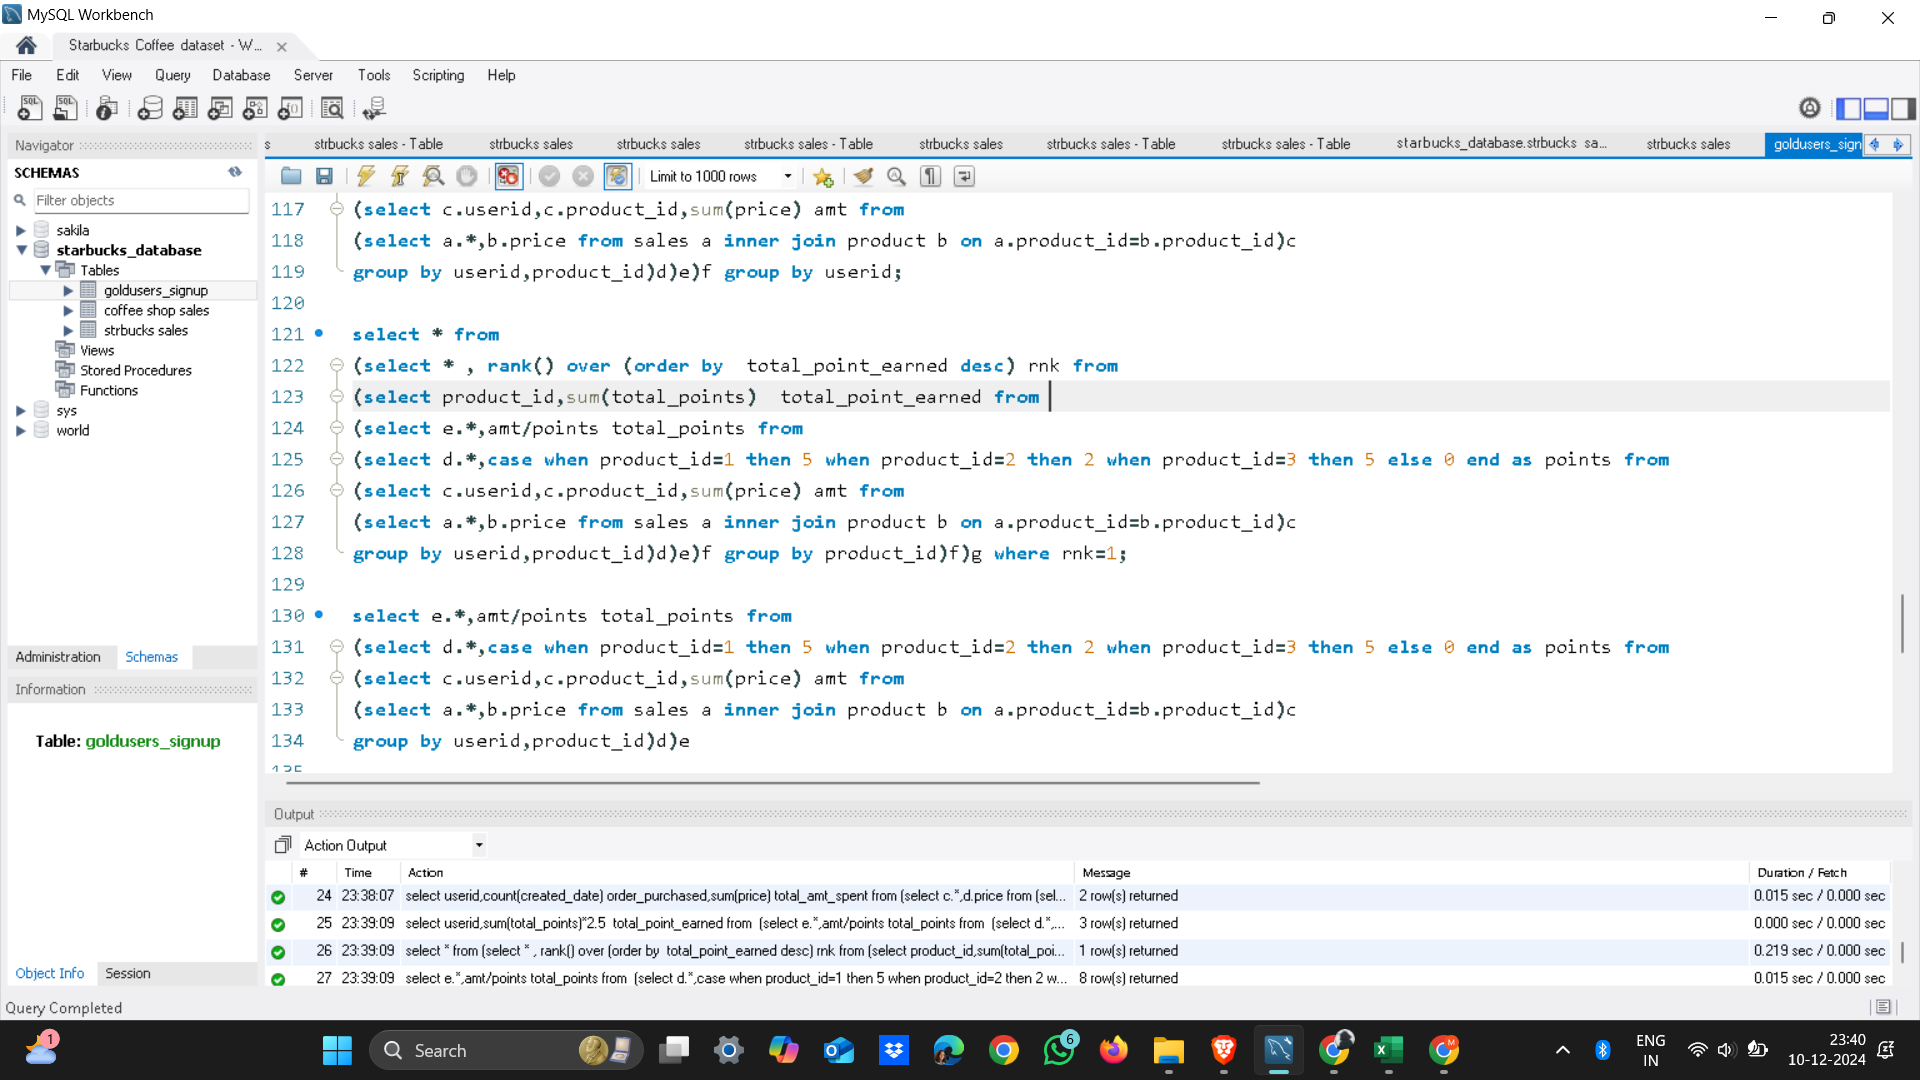 MySQL Workbench
Starbucks Coffee dataset - W...
File Edit View Query Database Server Tools Scripting Help
Navigator
SCHEMAS
Filter objects
sakila
starbucks_database
Tables
goldusers_signup
coffee shop sales
strbucks sales
Views
Stored Procedures
Functions
sys
world
Administration Schemas
Information
Table: goldusers_signup
Object Info Session
s strbucks sales - Table strbucks sales strbucks sales strbucks sales - Table strbucks sales strbucks sales - Table strbucks sales - Table starbucks_database.strbucks sa... strbucks sales goldusers_sign
Limit to 1000 rows
117 (select c.userid,c.product_id,sum(price) amt from
118 (select a.*,b.price from sales a inner join product b on a.product_id=b.product_id)c
119 group by userid,product_id)d)e)f group by userid;
120
121 select * from
122 (select * , rank() over (order by  total_point_earned desc) rnk from
123 (select product_id,sum(total_points)  total_point_earned from
124 (select e.*,amt/points total_points from
125 (select d.*,case when product_id=1 then 5 when product_id=2 then 2 when product_id=3 then 5 else 0 end as points from
126 (select c.userid,c.product_id,sum(price) amt from
127 (select a.*,b.price from sales a inner join product b on a.product_id=b.product_id)c
128 group by userid,product_id)d)e)f group by product_id)f)g where rnk=1;
129
130 select e.*,amt/points total_points from
131 (select d.*,case when product_id=1 then 5 when product_id=2 then 2 when product_id=3 then 5 else 0 end as points from
132 (select c.userid,c.product_id,sum(price) amt from
133 (select a.*,b.price from sales a inner join product b on a.product_id=b.product_id)c
134 group by userid,product_id)d)e
135
Output
Action Output
# Time Action Message Duration / Fetch
24 23:38:07 select userid,count(created_date) order_purchased,sum(price) total_amt_spent from (select c.*,d.price from (sel... 2 row(s) returned 0.015 sec / 0.000 sec
25 23:39:09 select userid,sum(total_points)*2.5  total_point_earned from  (select e.*,amt/points total_points from  (select d.*,... 3 row(s) returned 0.000 sec / 0.000 sec
26 23:39:09 select * from (select * , rank() over (order by  total_point_earned desc) rnk from (select product_id,sum(total_poi... 1 row(s) returned 0.219 sec / 0.000 sec
27 23:39:09 select e.*,amt/points total_points from  (select d.*,case when product_id=1 then 5 when product_id=2 then 2 w... 8 row(s) returned 0.015 sec / 0.000 sec
Query Completed
1
Search
6
ENG
IN
23:40
10-12-2024